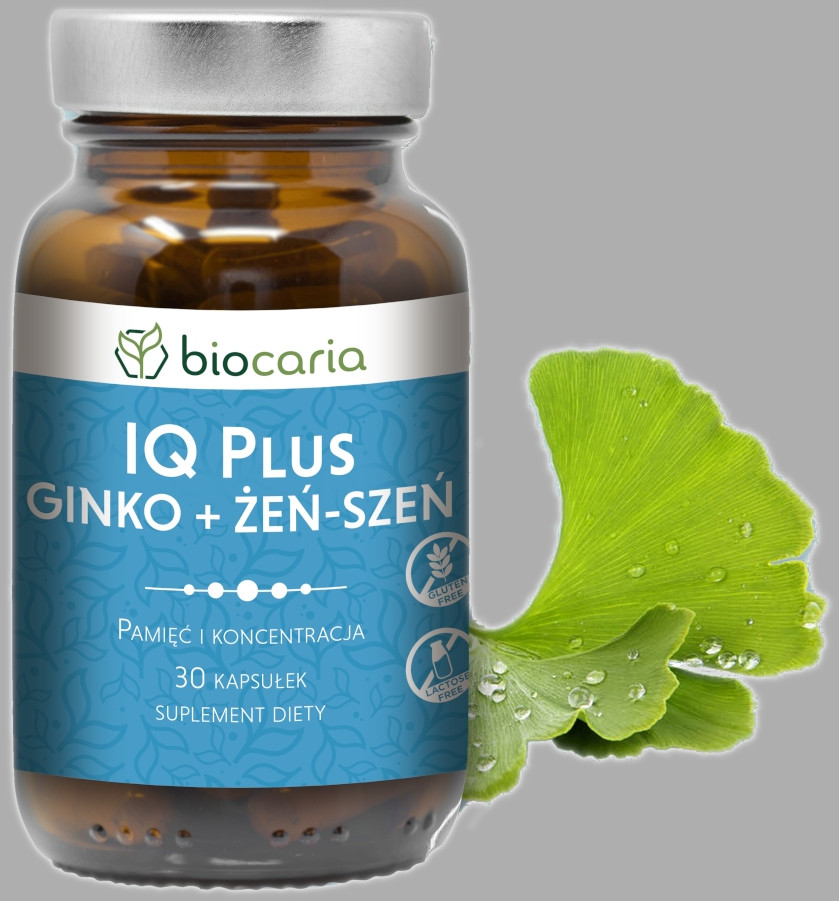 biocaria
IQ Plus
GINKO + ŻEŃ-SZEŃ
GLUTEN
FREE
Pamięć i koncentracja
LACTOSE
FREE
30 kapsułek
suplement diety